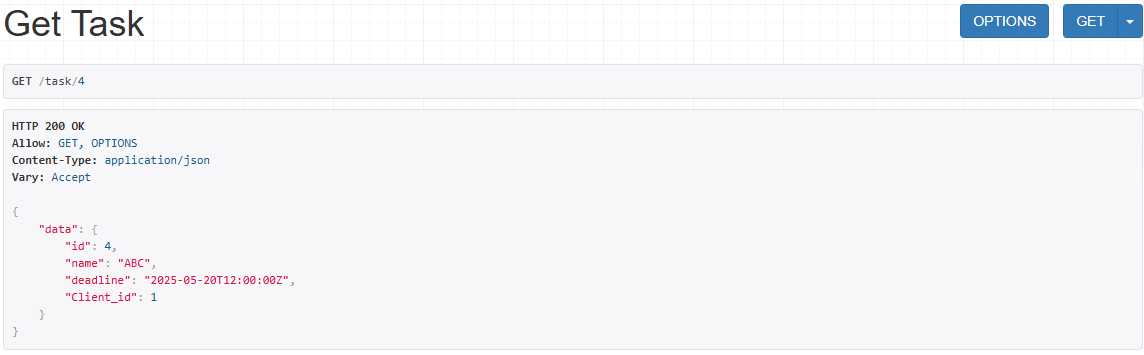 Get Task
OPTIONS
GET
GET /task/4
HTTP 200 OK
Allow: GET, OPTIONS
Content-Type: application/json
Vary: Accept
{
    "data": {
        "id": 4,
        "name": "ABC",
        "deadline": "2025-05-20T12:00:00Z",
        "Client_id": 1
    }
}